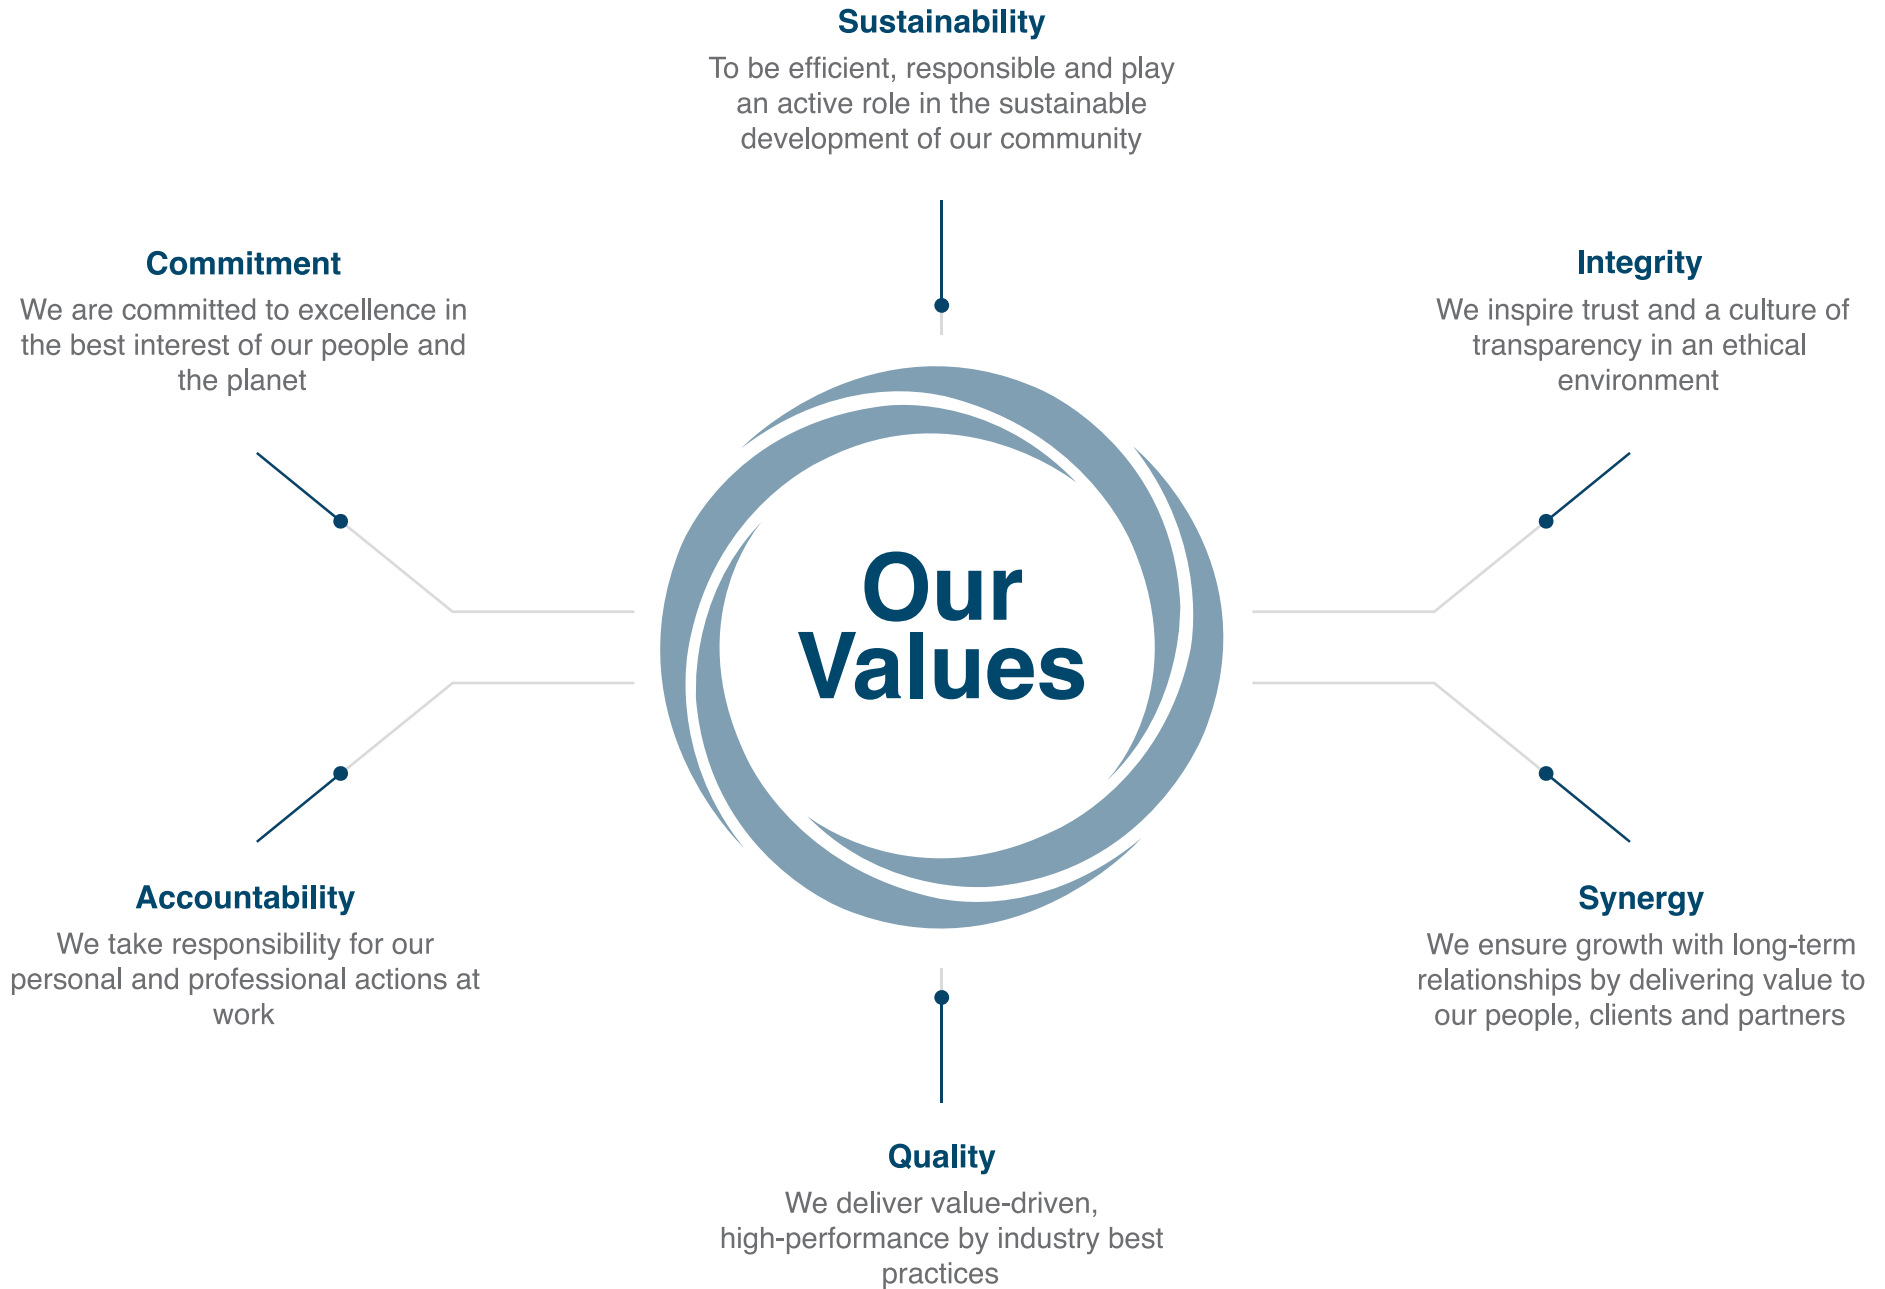 Sustainability
To be efficient, responsible and play
an active role in the sustainable
development of our community
Commitment
We are committed to excellence in
the best interest of our people and
the planet
Integrity
We inspire trust and a culture of
transparency in an ethical
environment
Our
Values
Accountability
We take responsibility for our
personal and professional actions at
work
Synergy
We ensure growth with long-term
relationships by delivering value to
our people, clients and partners
Quality
We deliver value-driven,
high-performance by industry best
practices